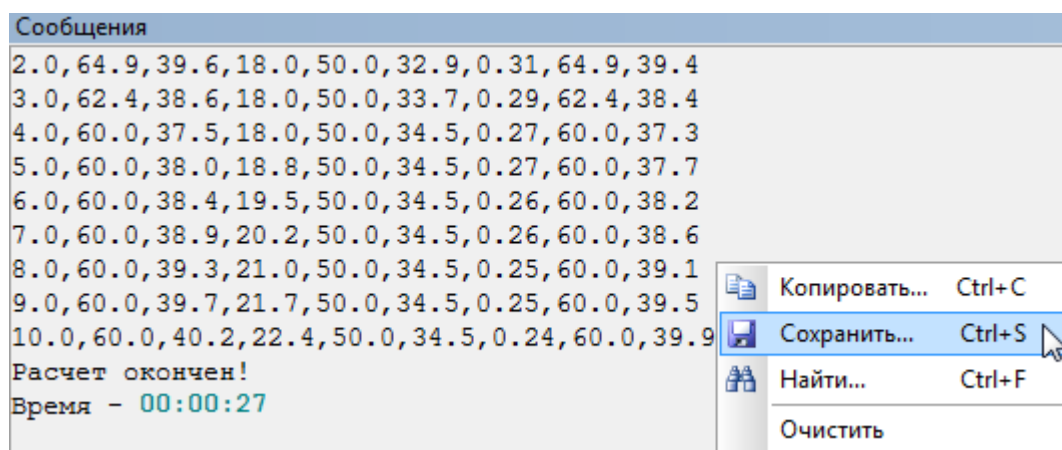 Сообщения
2.0,64.9,39.6,18.0,50.0,32.9,0.31,64.9,39.4
3.0,62.4,38.6,18.0,50.0,33.7,0.29,62.4,38.4
4.0,60.0,37.5,18.0,50.0,34.5,0.27,60.0,37.3
5.0,60.0,38.0,18.8,50.0,34.5,0.27,60.0,37.7
6.0,60.0,38.4,19.5,50.0,34.5,0.26,60.0,38.2
7.0,60.0,38.9,20.2,50.0,34.5,0.26,60.0,38.6
8.0,60.0,39.3,21.0,50.0,34.5,0.25,60.0,39.1
9.0,60.0,39.7,21.7,50.0,34.5,0.25,60.0,39.5
10.0,60.0,40.2,22.4,50.0,34.5,0.24,60.0,39.9
Расчет окончен!
Время - 00:00:27
Копировать... Ctrl+C
Сохранить... Ctrl+S
Найти... Ctrl+F
Очистить